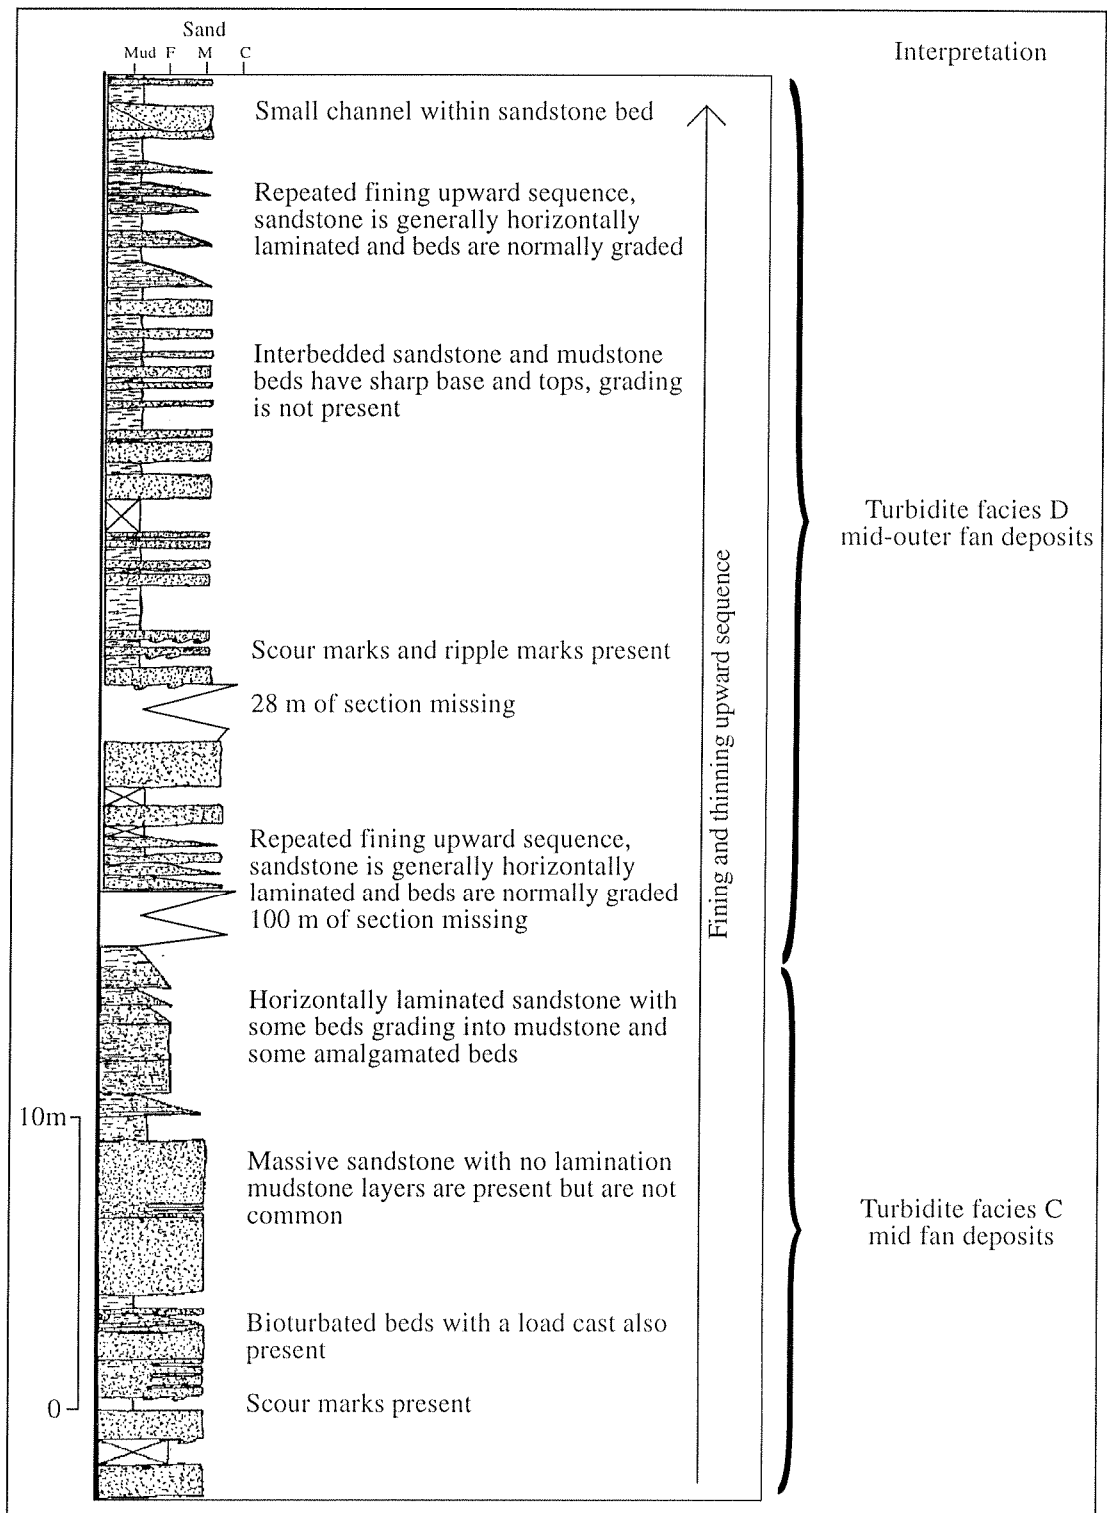 Sand
Mud F M C
Interpretation
Small channel within sandstone bed
Repeated fining upward sequence,
sandstone is generally horizontally
laminated and beds are normally graded
Interbedded sandstone and mudstone
beds have sharp base and tops, grading
is not present
Turbidite facies D
mid-outer fan deposits
Scour marks and ripple marks present
28 m of section missing
Fining and thinning upward sequence
Repeated fining upward sequence,
sandstone is generally horizontally
laminated and beds are normally graded
100 m of section missing
Horizontally laminated sandstone with
some beds grading into mudstone and
some amalgamated beds
10m
Massive sandstone with no lamination
mudstone layers are present but are not
common
Turbidite facies C
mid fan deposits
Bioturbated beds with a load cast also
present
Scour marks present
0